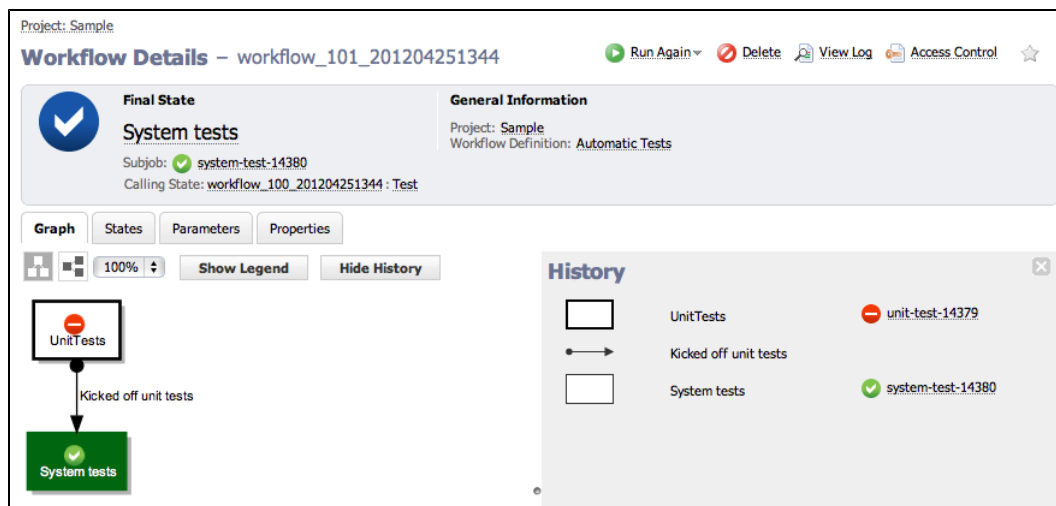 Project: Sample
Workflow Details – workflow_101_201204251344
Run Again Delete View Log Access Control
Final State
System tests
Subjob: system-test-14380
Calling State: workflow_100_201204251344 : Test
General Information
Project: Sample
Workflow Definition: Automatic Tests
Graph States Parameters Properties
100% Show Legend Hide History
UnitTests
Kicked off unit tests
System tests
History
UnitTests unit-test-14379
Kicked off unit tests
System tests system-test-14380